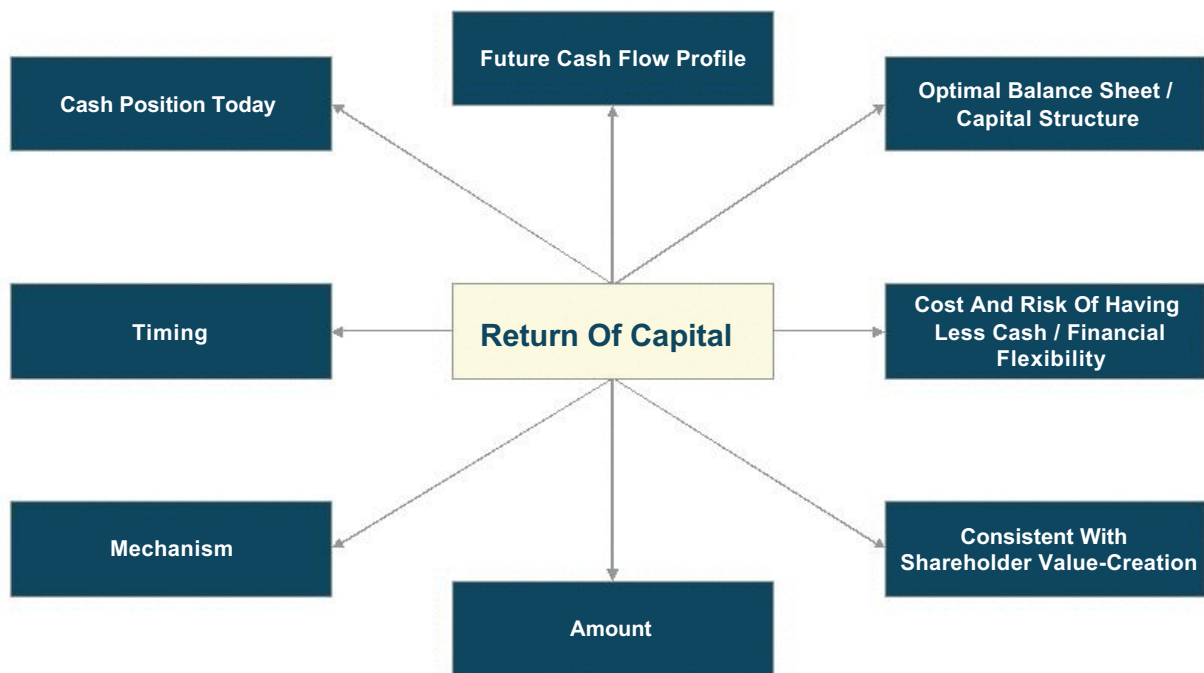 Future Cash Flow Profile
Cash Position Today
Optimal Balance Sheet /
Capital Structure
Timing
Return Of Capital
Cost And Risk Of Having
Less Cash / Financial
Flexibility
Mechanism
Consistent With
Shareholder Value-Creation
Amount